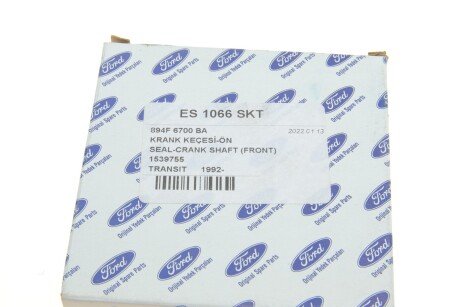 ES 1066 SKT
894F 6700 BA 2022.01.13
KRANK KEÇESİ-ÖN
SEAL-CRANK SHAFT (FRONT)
1539755
TRANSIT 1992-
Ford
Orijinal Yedek Parçaları
Original Spare Parts